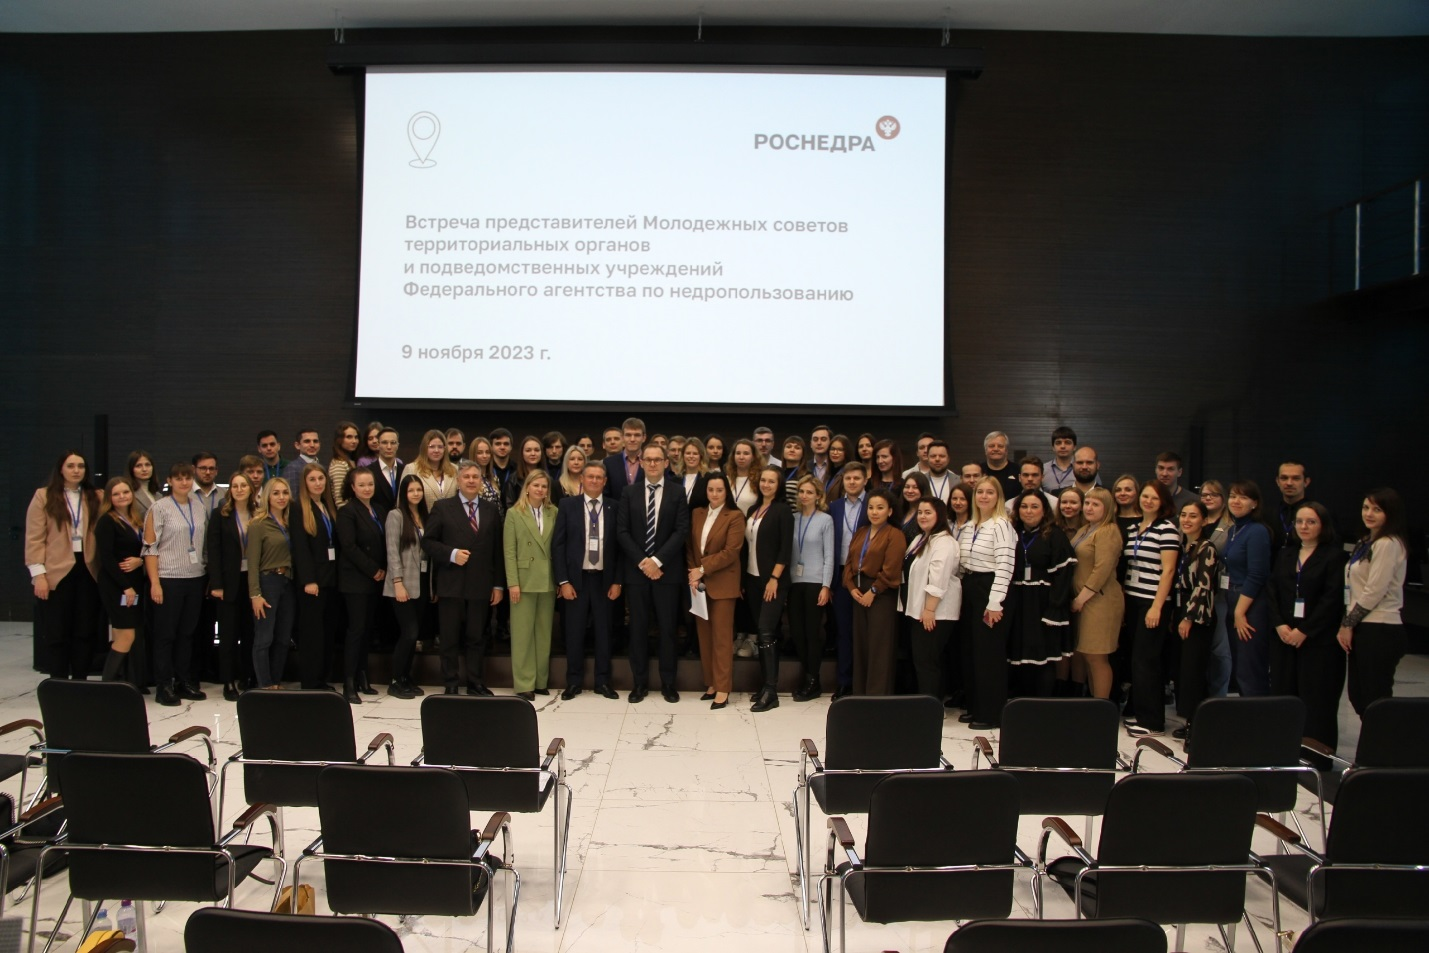 РОСНЕДРА
Встреча представителей Молодежных советов
территориальных органов
и подведомственных учреждений
Федерального агентства по недропользованию
9 ноября 2023 г.